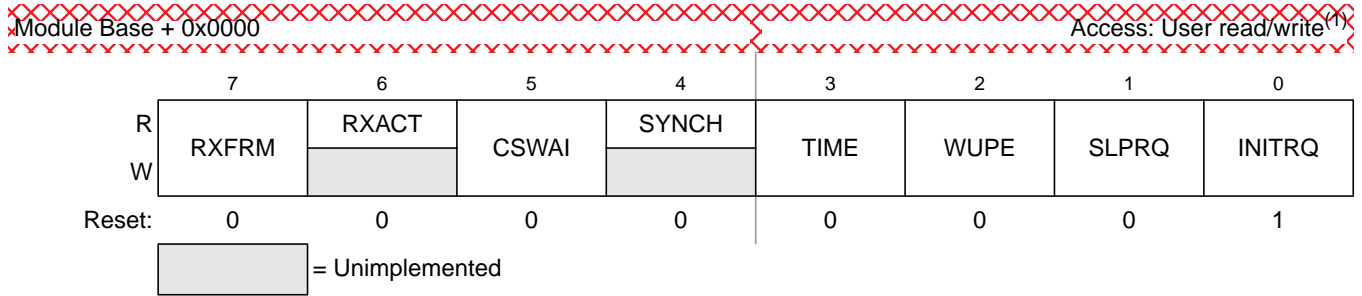 Module Base + 0x0000 Access: User read/write(1)
7 6 5 4 3 2 1 0
R RXFRM RXACT CSWAI SYNCH TIME WUPE SLPRQ INITRQ
W
Reset: 0 0 0 0 0 0 0 1
= Unimplemented